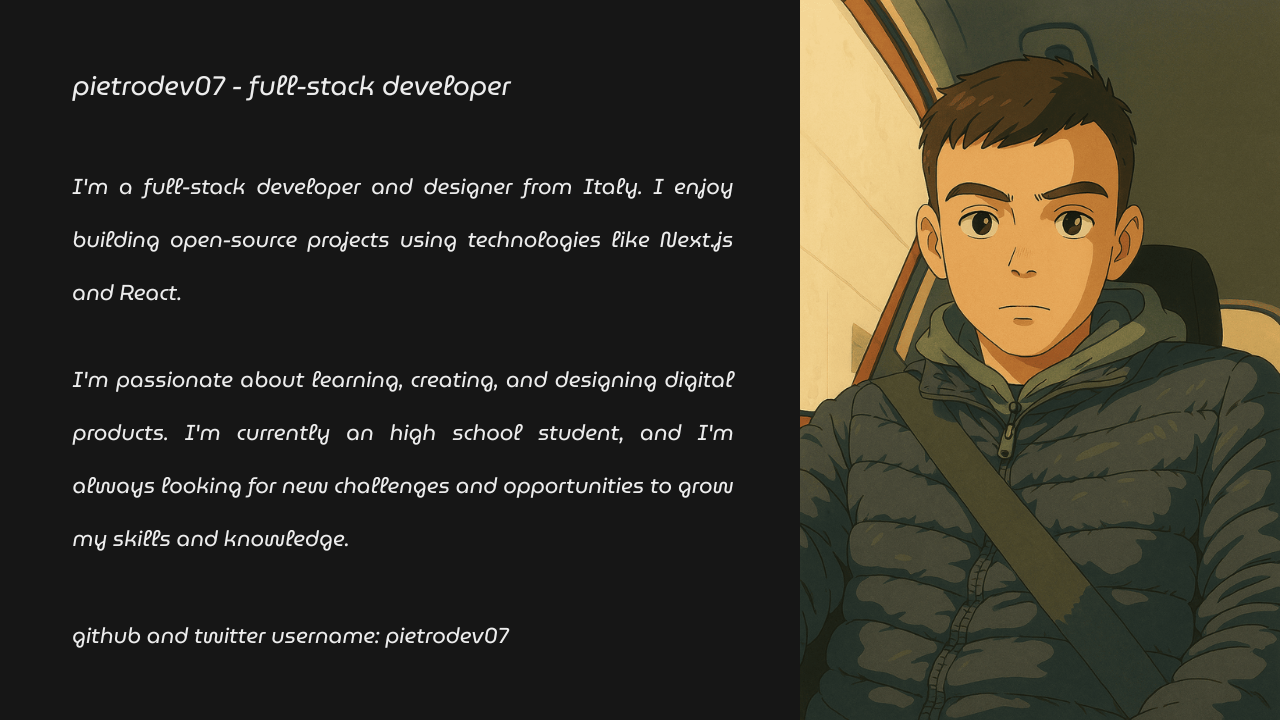 pietrodev07 - full-stack developer
I'm a full-stack developer and designer from Italy. I enjoy
building open-source projects using technologies like Next.js
and React.
I'm passionate about learning, creating, and designing digital
products. I'm currently an high school student, and I'm
always looking for new challenges and opportunities to grow
my skills and knowledge.
github and twitter username: pietrodev07